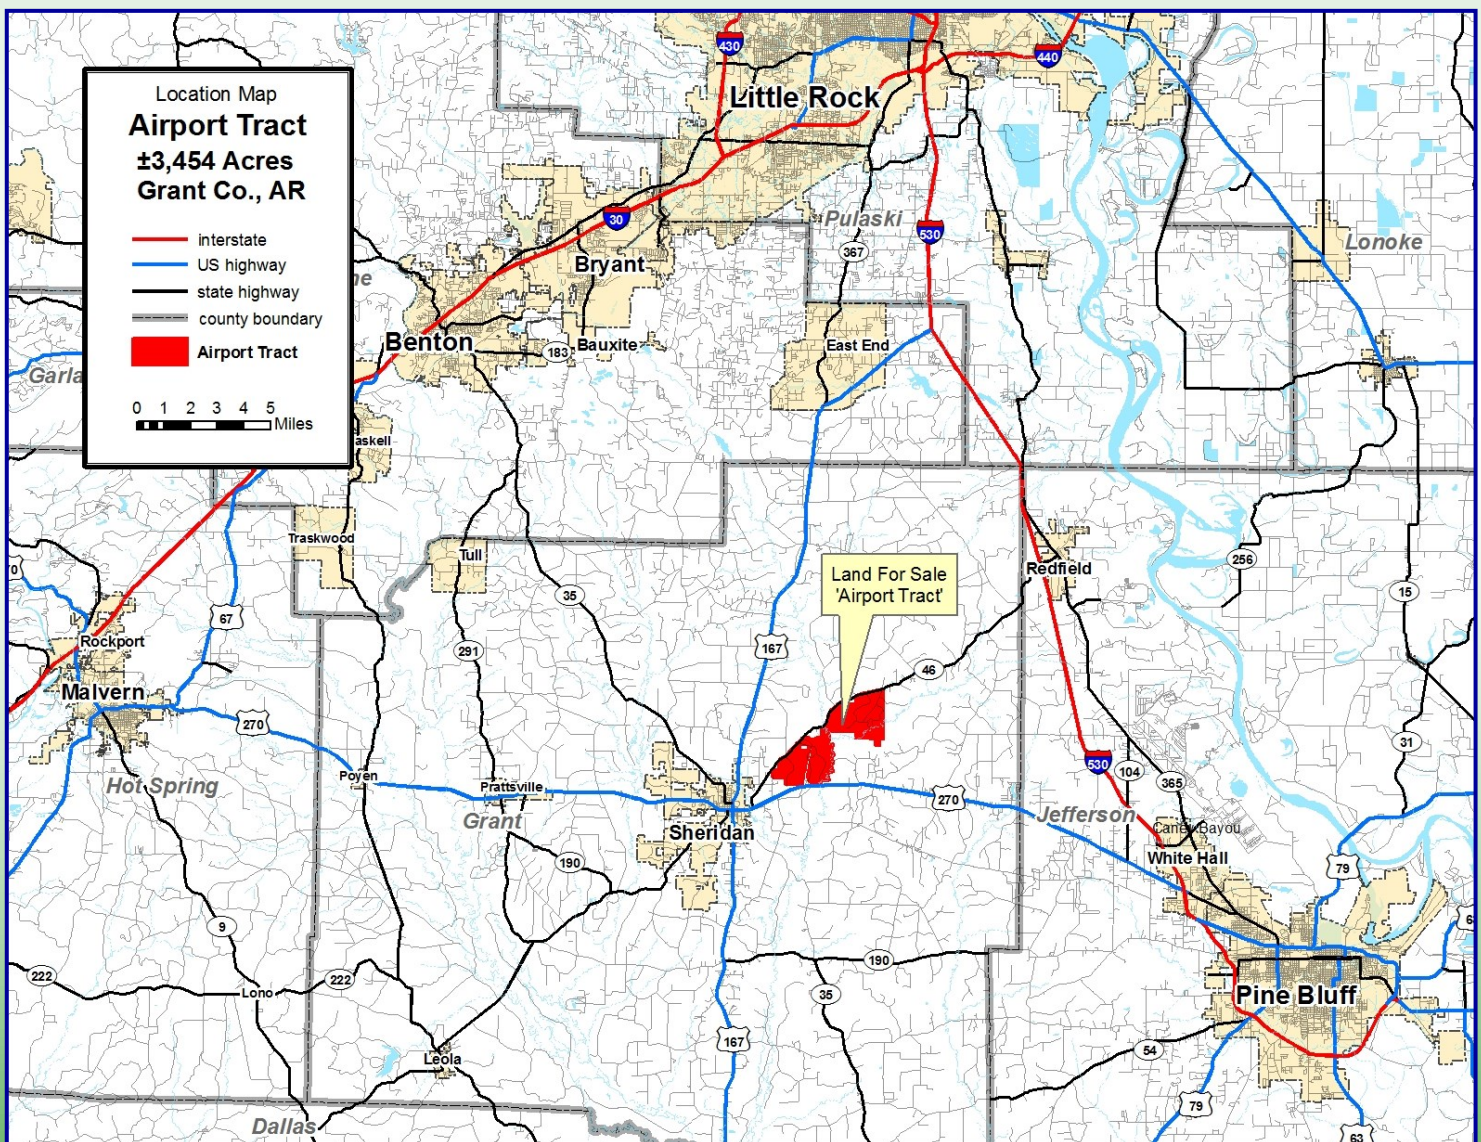 Location Map
Airport Tract
±3,454 Acres
Grant Co., AR
interstate
US highway
state highway
county boundary
Airport Tract
0 1 2 3 4 5
Miles
430
440
Little Rock
30
Pulaski
530
367
Lonoke
Bryant
ne
Benton
183
Bauxite
East End
Garla
askell
Traskwood
Tull
Land For Sale
'Airport Tract'
Redfield
256
15
70
35
67
Rockport
291
167
46
Malvern
270
31
530
104
365
Hot Spring
Poyen
Prattsville
270
Grant
Sheridan
Jefferson
Caney Bayou
White Hall
190
79
9
63
222
222
190
Lono
35
Pine Bluff
167
54
Leola
79
Dallas
63